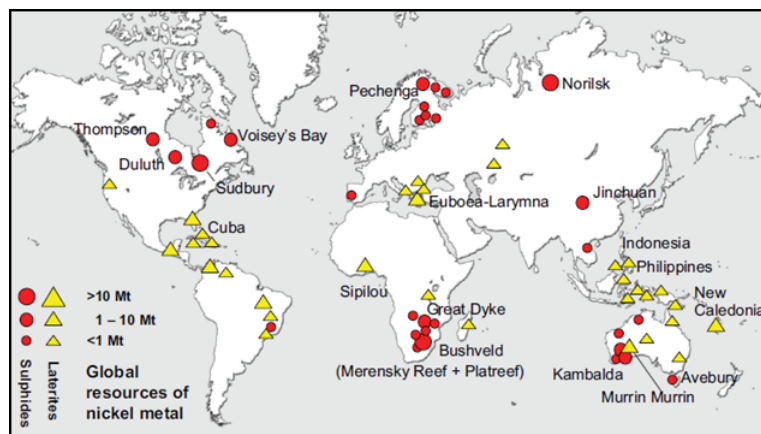 Pechenga
Norilsk
Thompson
Voisey's Bay
Duluth
Sudbury
Jinchuan
Euboea-Larymna
Cuba
Indonesia
Philippines
Sipilou
Great Dyke
New
Caledonia
Bushveld
(Merensky Reef + Platreef)
Kambalda
Avebury
Murrin Murrin
>10 Mt
1 – 10 Mt
<1 Mt
Sulphides
Laterites
Global
resources of
nickel metal